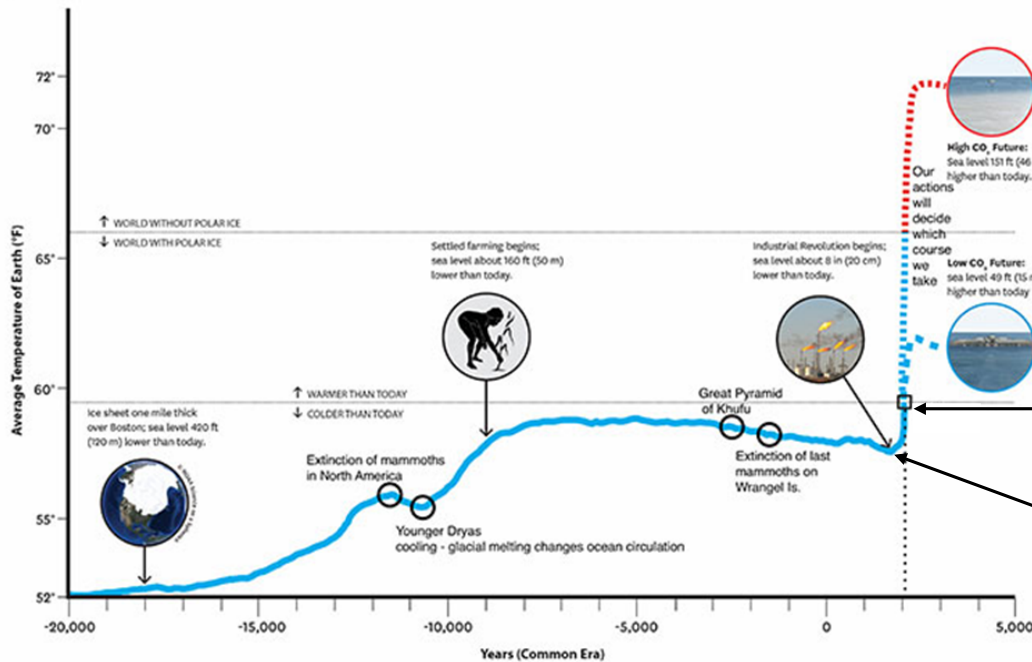 72°
70°
65°
60°
55°
52°
Average Temperature of Earth (°F)
↑ WORLD WITHOUT POLAR ICE
↓ WORLD WITH POLAR ICE
↑ WARMER THAN TODAY
↓ COLDER THAN TODAY
Ice sheet one mile thick
over Boston; sea level 420 ft
(120 m) lower than today.
Extinction of mammoths
in North America
Younger Dryas
cooling - glacial melting changes ocean circulation
Settled farming begins;
sea level about 160 ft (50 m)
lower than today.
Great Pyramid
of Khufu
Extinction of last
mammoths on
Wrangel Is.
Industrial Revolution begins;
sea level about 8 in (20 cm)
lower than today.
Our
actions
will
decide
which
course
we
take
High CO₂ Future:
Sea level 151 ft (46
higher than today.
Low CO₂ Future:
sea level 49 ft (15 m
higher than today
-20,000
-15,000
-10,000
-5,000
0
5,000
Years (Common Era)